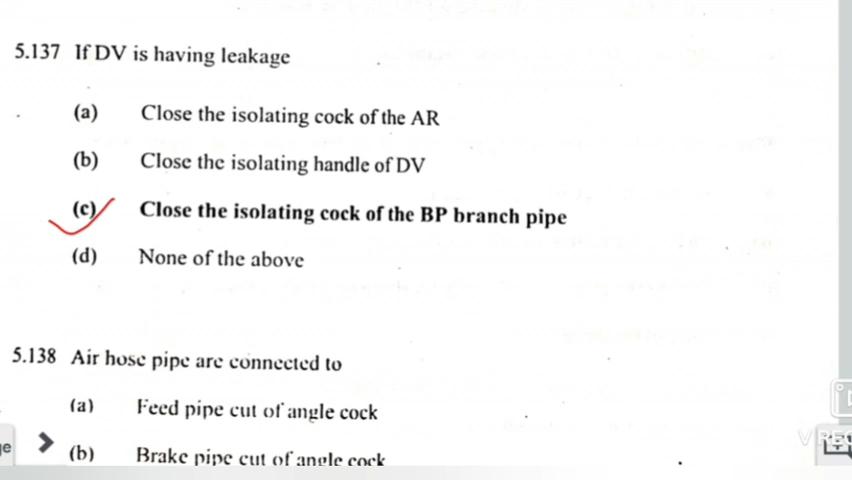 5.137 If DV is having leakage
(a) Close the isolating cock of the AR
(b) Close the isolating handle of DV
(c) Close the isolating cock of the BP branch pipe
(d) None of the above
5.138 Air hose pipe are connected to
(a) Feed pipe cut of angle cock
(b) Brake pipe cut of angle cock